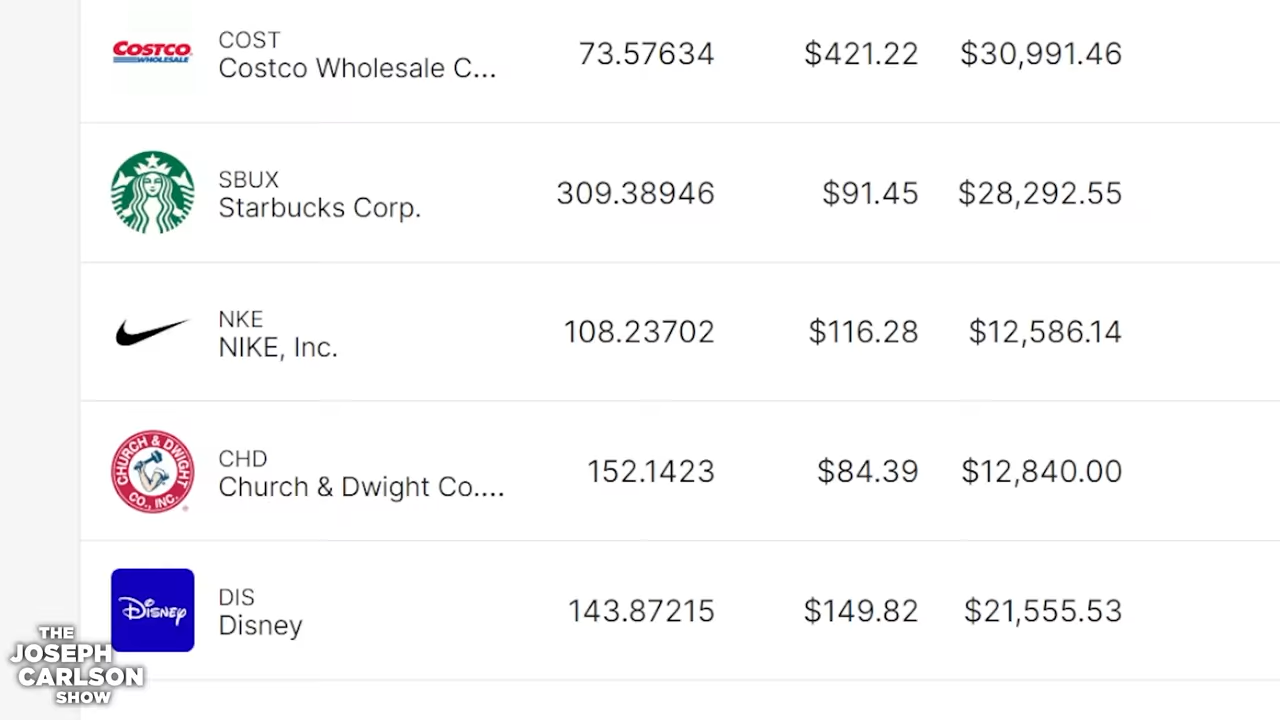 COSTCO
WHOLESALE
COST
Costco Wholesale C...
73.57634
$421.22
$30,991.46
SBUX
Starbucks Corp.
309.38946
$91.45
$28,292.55
NKE
NIKE, Inc.
108.23702
$116.28
$12,586.14
CHURCH & DWIGHT
CO., INC.
CHD
Church & Dwight Co....
152.1423
$84.39
$12,840.00
DISNEY
DIS
Disney
143.87215
$149.82
$21,555.53
THE
JOSEPH
CARLSON
SHOW